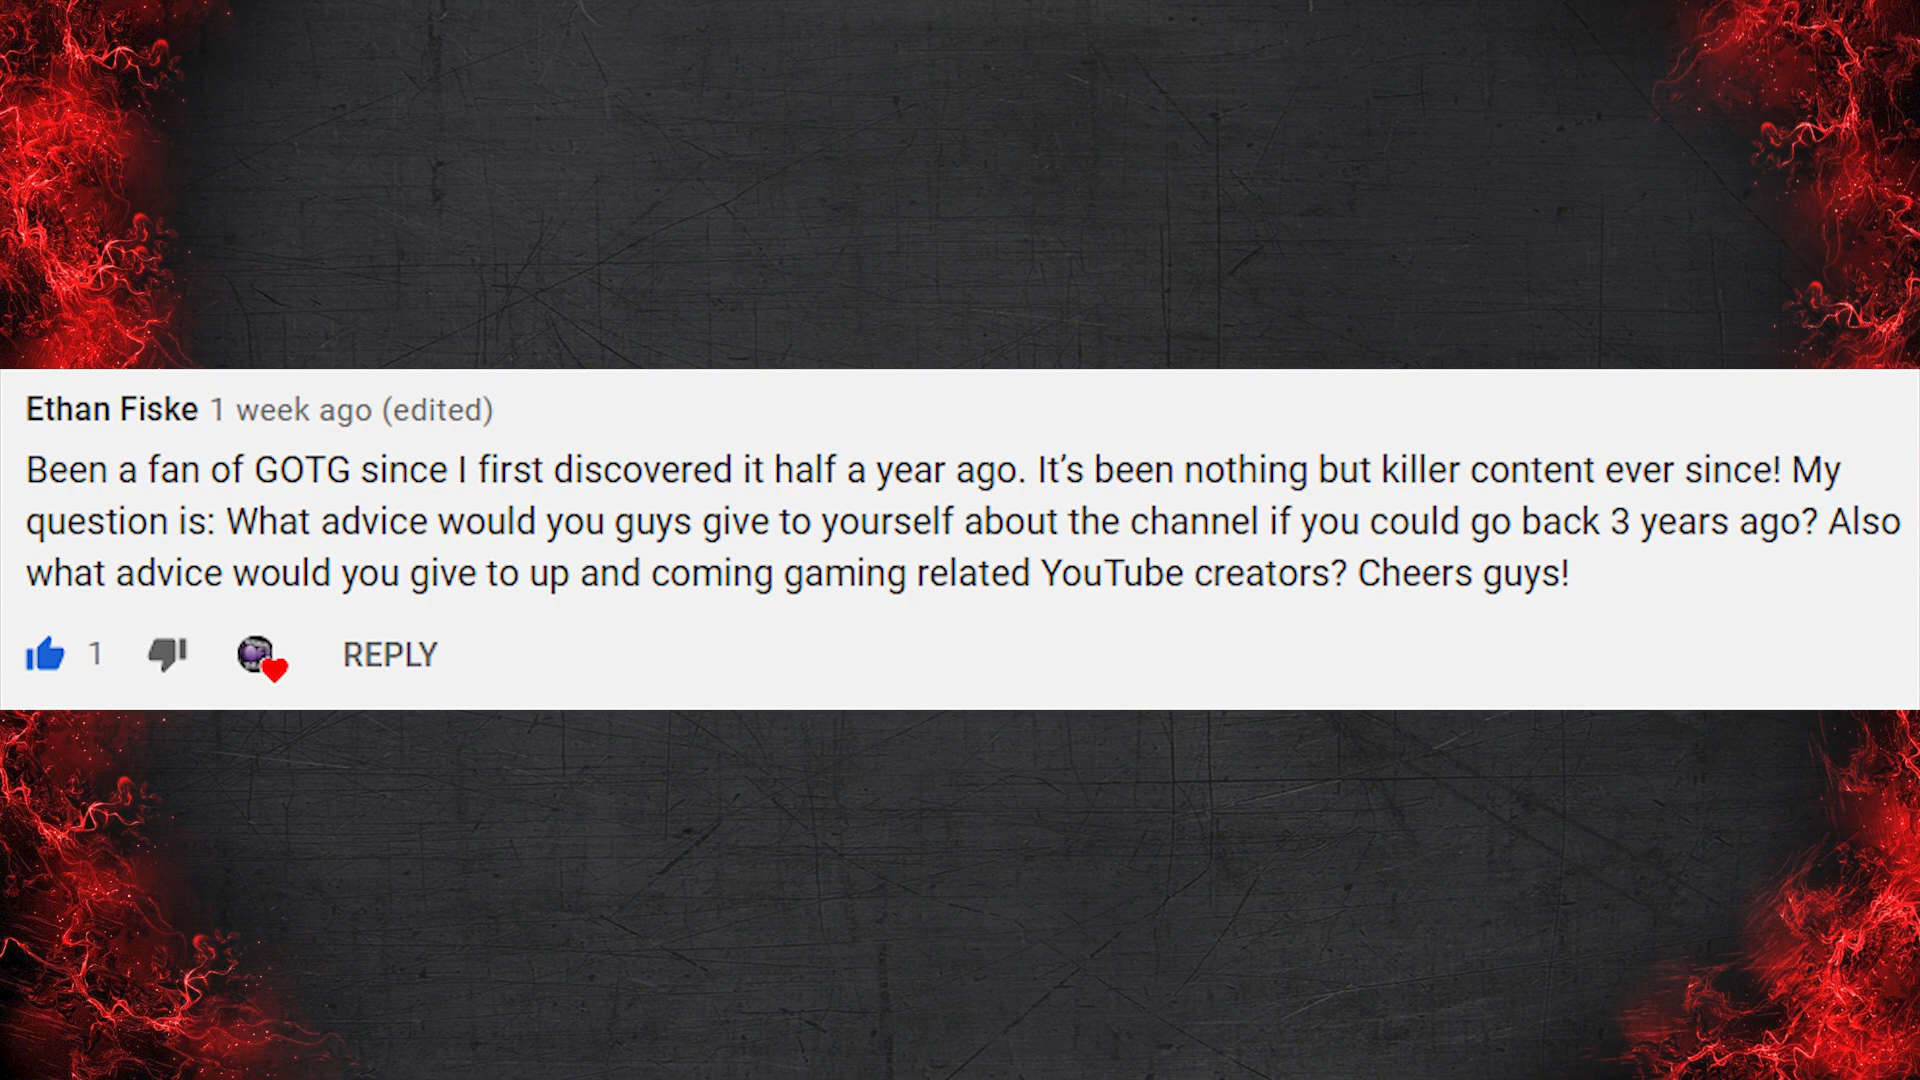 Ethan Fiske 1 week ago (edited)
Been a fan of GOTG since I first discovered it half a year ago. It’s been nothing but killer content ever since! My
question is: What advice would you guys give to yourself about the channel if you could go back 3 years ago? Also
what advice would you give to up and coming gaming related YouTube creators? Cheers guys!
1 REPLY